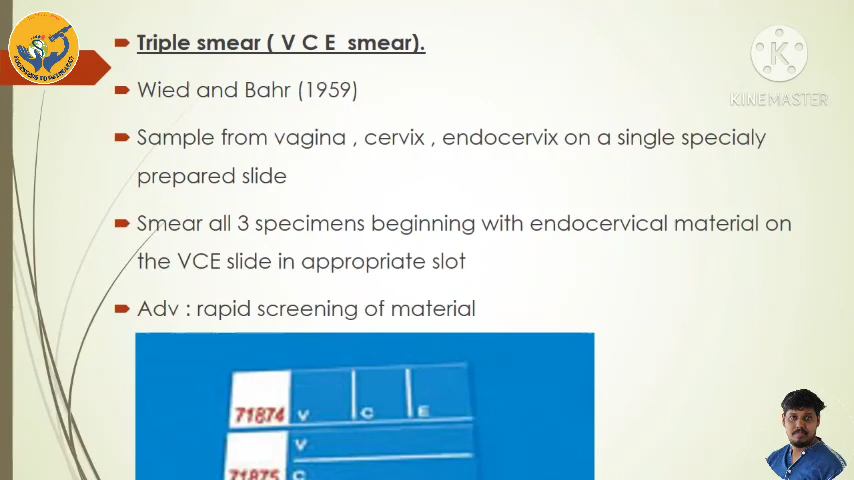 Triple smear ( V C E  smear).
Wied and Bahr (1959)
Sample from vagina , cervix , endocervix on a single specialy
prepared slide
Smear all 3 specimens beginning with endocervical material on
the VCE slide in appropriate slot
Adv : rapid screening of material
K
KINEMASTER
71874 V C E
V
71875 C